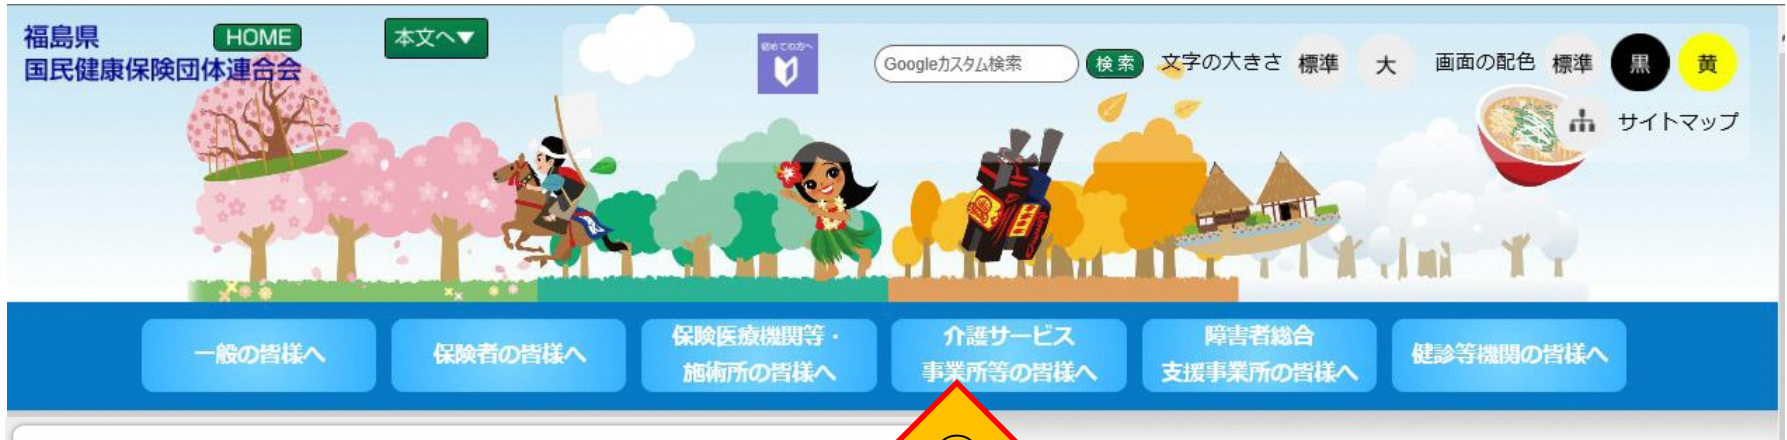 福島県
国民健康保険団体連合会
HOME
本文へ▼
初めての方へ
Googleカスタム検索
検索
文字の大きさ 標準 大
画面の配色 標準 黒 黄
サイトマップ
一般の皆様へ
保険者の皆様へ
保険医療機関等・
施術所の皆様へ
介護サービス
事業所等の皆様へ
障害者総合
支援事業所の皆様へ
健診等機関の皆様へ